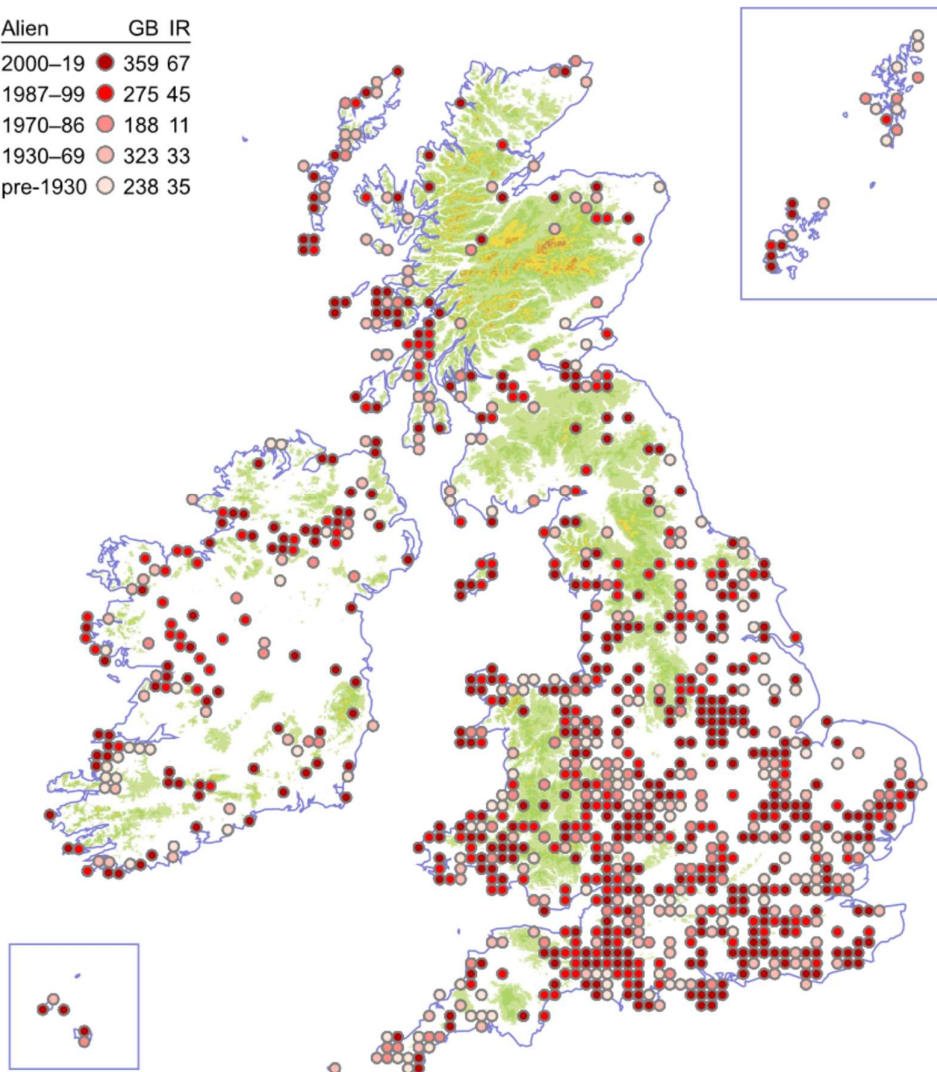 Alien GB IR
2000–19 359 67
1987–99 275 45
1970–86 188 11
1930–69 323 33
pre-1930 238 35